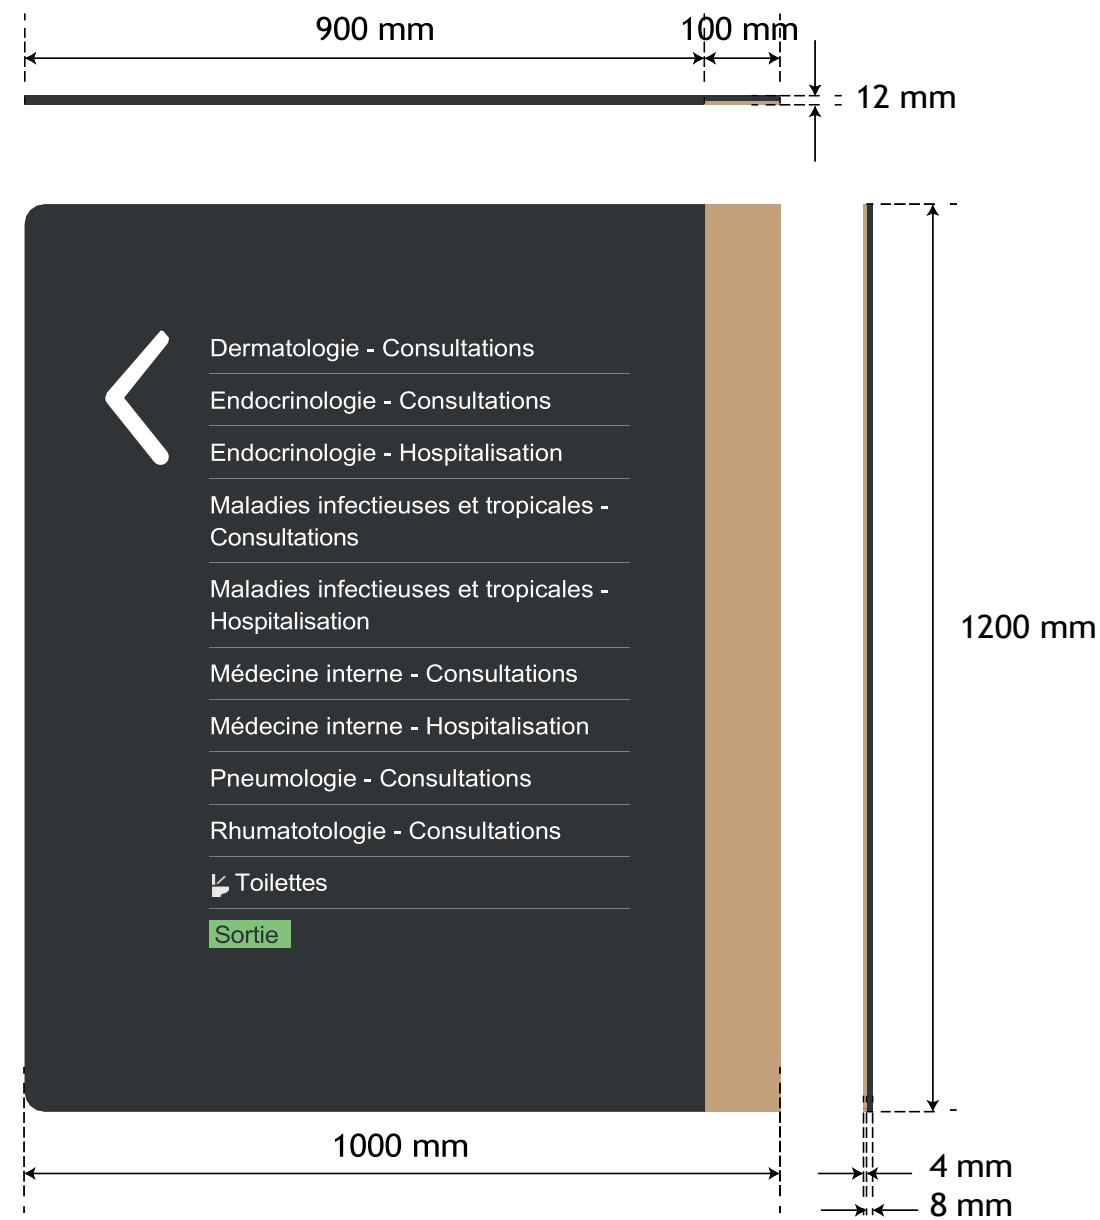 900 mm
100 mm
12 mm
Dermatologie - Consultations
Endocrinologie - Consultations
Endocrinologie - Hospitalisation
Maladies infectieuses et tropicales -
Consultations
Maladies infectieuses et tropicales -
Hospitalisation
1200 mm
Médecine interne - Consultations
Médecine interne - Hospitalisation
Pneumologie - Consultations
Rhumatotologie - Consultations
Toilettes
Sortie
1000 mm
4 mm
8 mm